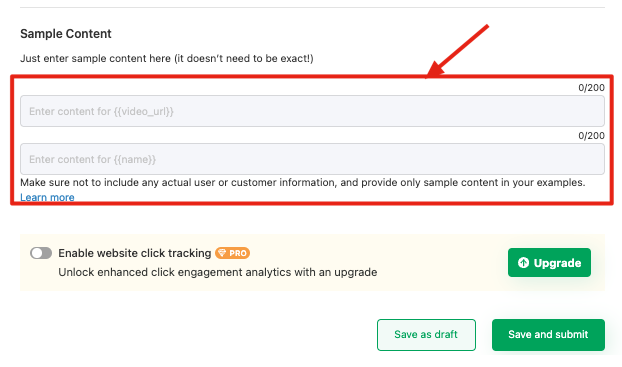 Sample Content
Just enter sample content here (it doesn't need to be exact!)
0/200
Enter content for {{video_url}}
0/200
Enter content for {{name}}
Make sure not to include any actual user or customer information, and provide only sample content in your examples.
Learn more
Enable website click tracking PRO
Upgrade
Unlock enhanced click engagement analytics with an upgrade
Save as draft
Save and submit